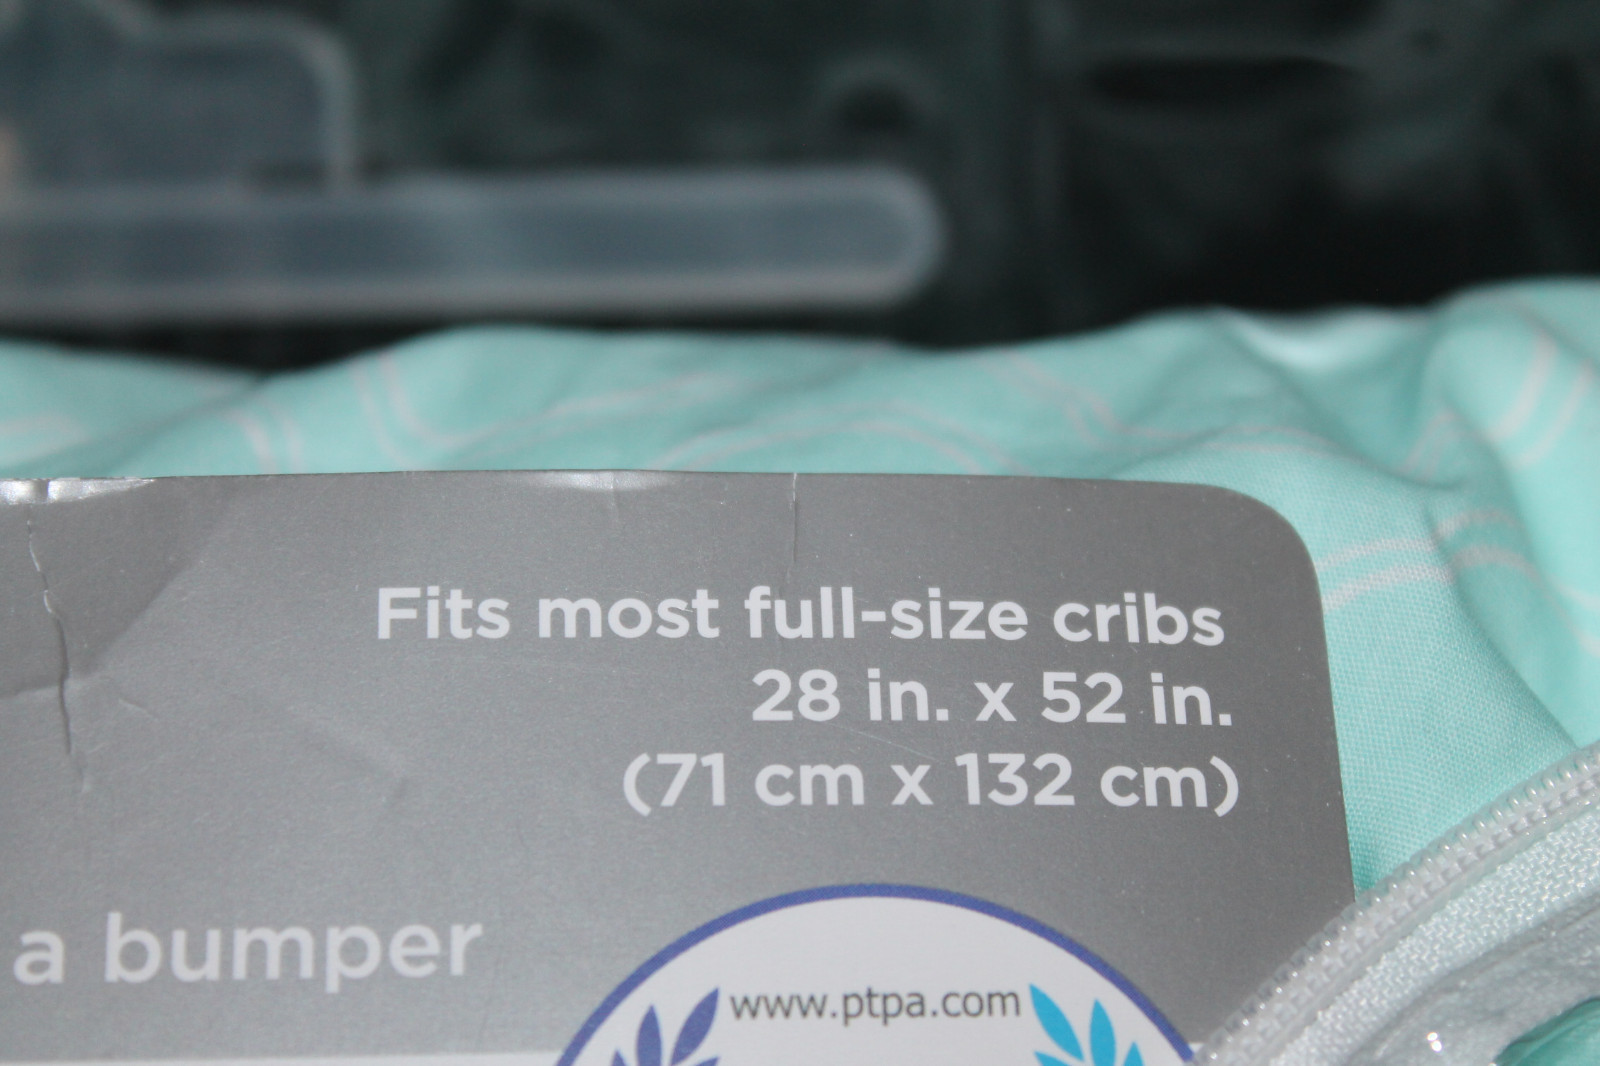 Fits most full-size cribs
28 in. x 52 in.
(71 cm x 132 cm)
a bumper
www.ptpa.com